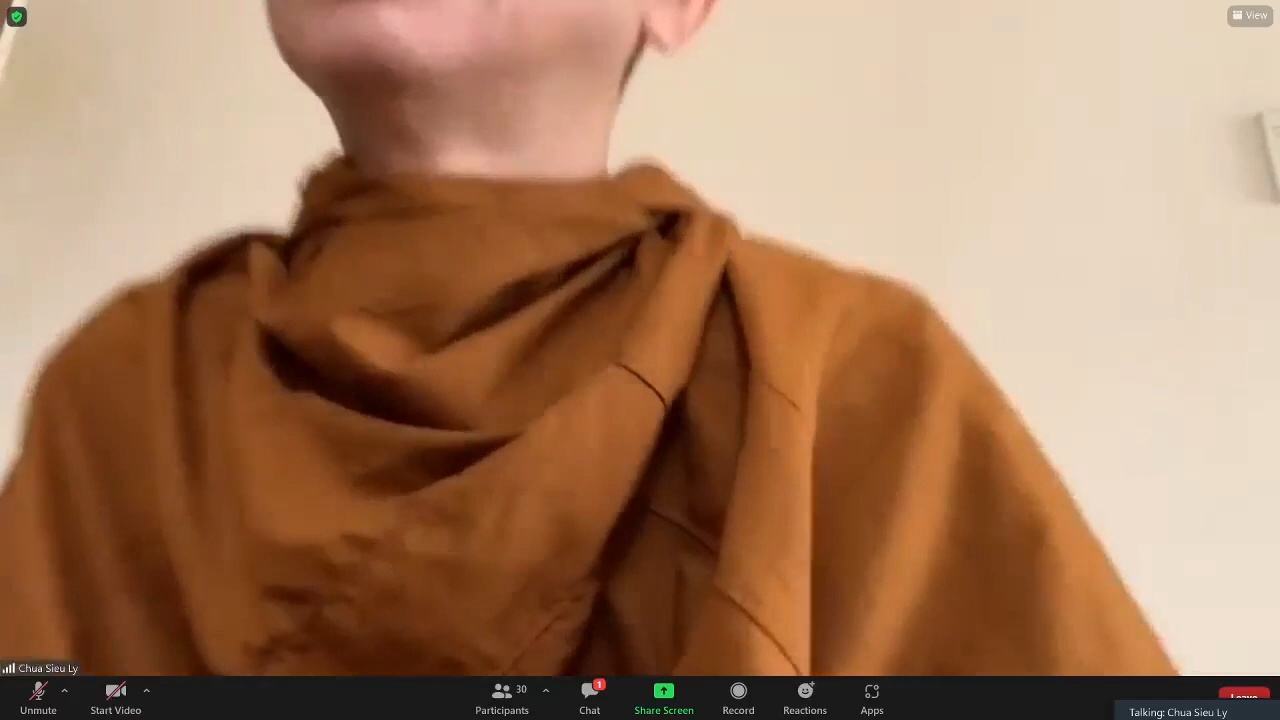 View
Chua Sieu Ly
Unmute
Start Video
Participants
30
Chat
1
Share Screen
Record
Reactions
Apps
Leave
Talking: Chua Sieu Ly